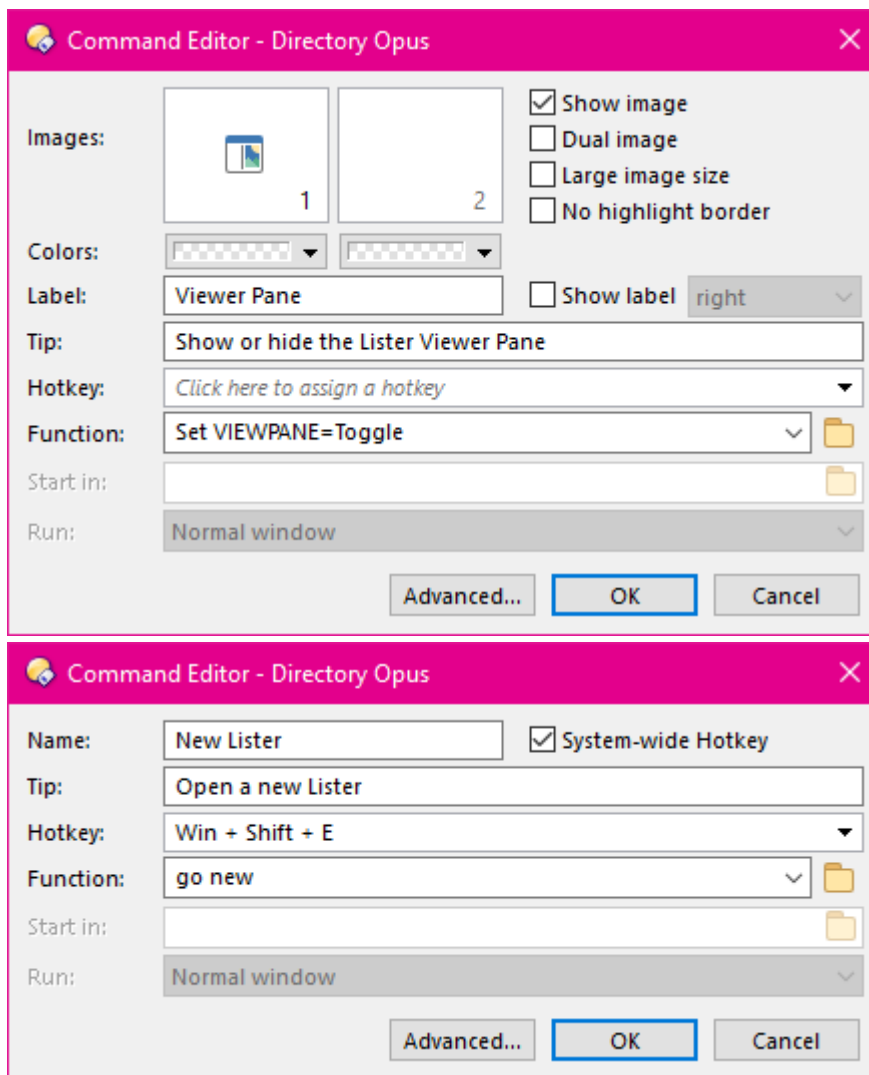 Command Editor - Directory Opus
Images:
1
2
Show image
Dual image
Large image size
No highlight border
Colors:
Label: Viewer Pane Show label right
Tip: Show or hide the Lister Viewer Pane
Hotkey: Click here to assign a hotkey
Function: Set VIEWPANE=Toggle
Start in:
Run: Normal window
Advanced... OK Cancel
Command Editor - Directory Opus
Name: New Lister System-wide Hotkey
Tip: Open a new Lister
Hotkey: Win + Shift + E
Function: go new
Start in:
Run: Normal window
Advanced... OK Cancel